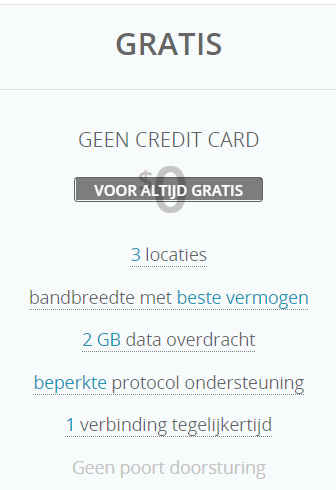 GRATIS
GEEN CREDIT CARD
$0
VOOR ALTIJD GRATIS
3 locaties
bandbreedte met beste vermogen
2 GB data overdracht
beperkte protocol ondersteuning
1 verbinding tegelijkertijd
Geen poort doorsturing